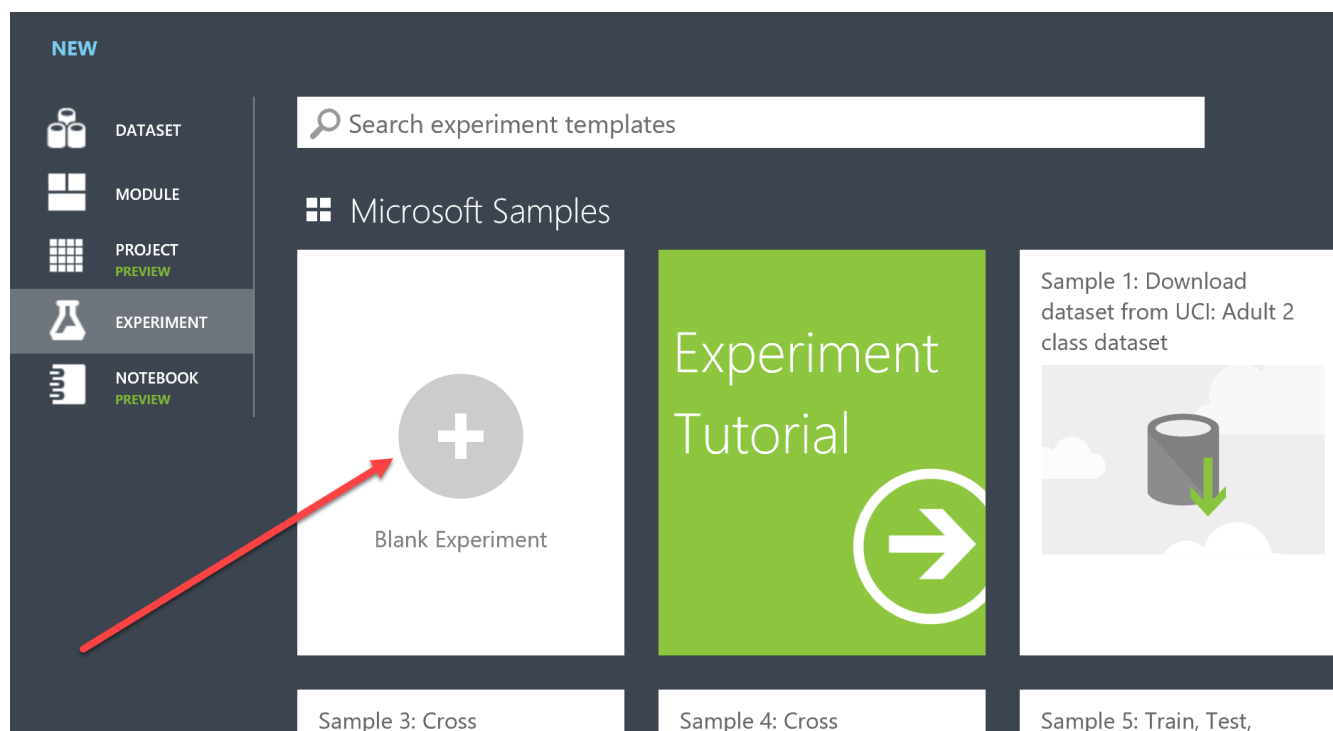 NEW
DATASET
MODULE
PROJECT
PREVIEW
EXPERIMENT
NOTEBOOK
PREVIEW
Search experiment templates
Microsoft Samples
Blank Experiment
Experiment
Tutorial
Sample 1: Download
dataset from UCI: Adult 2
class dataset
Sample 3: Cross
Sample 4: Cross
Sample 5: Train, Test,